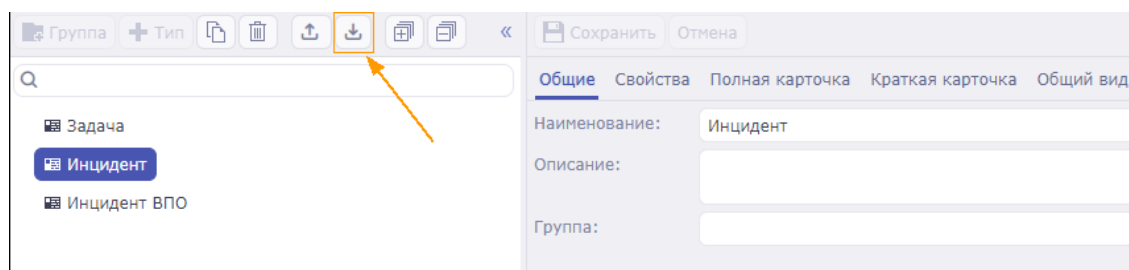 Группа Тип « Сохранить Отмена
Общие Свойства Полная карточка Краткая карточка Общий вид
Задача
Инцидент
Инцидент ВПО
Наименование: Инцидент
Описание:
Группа: